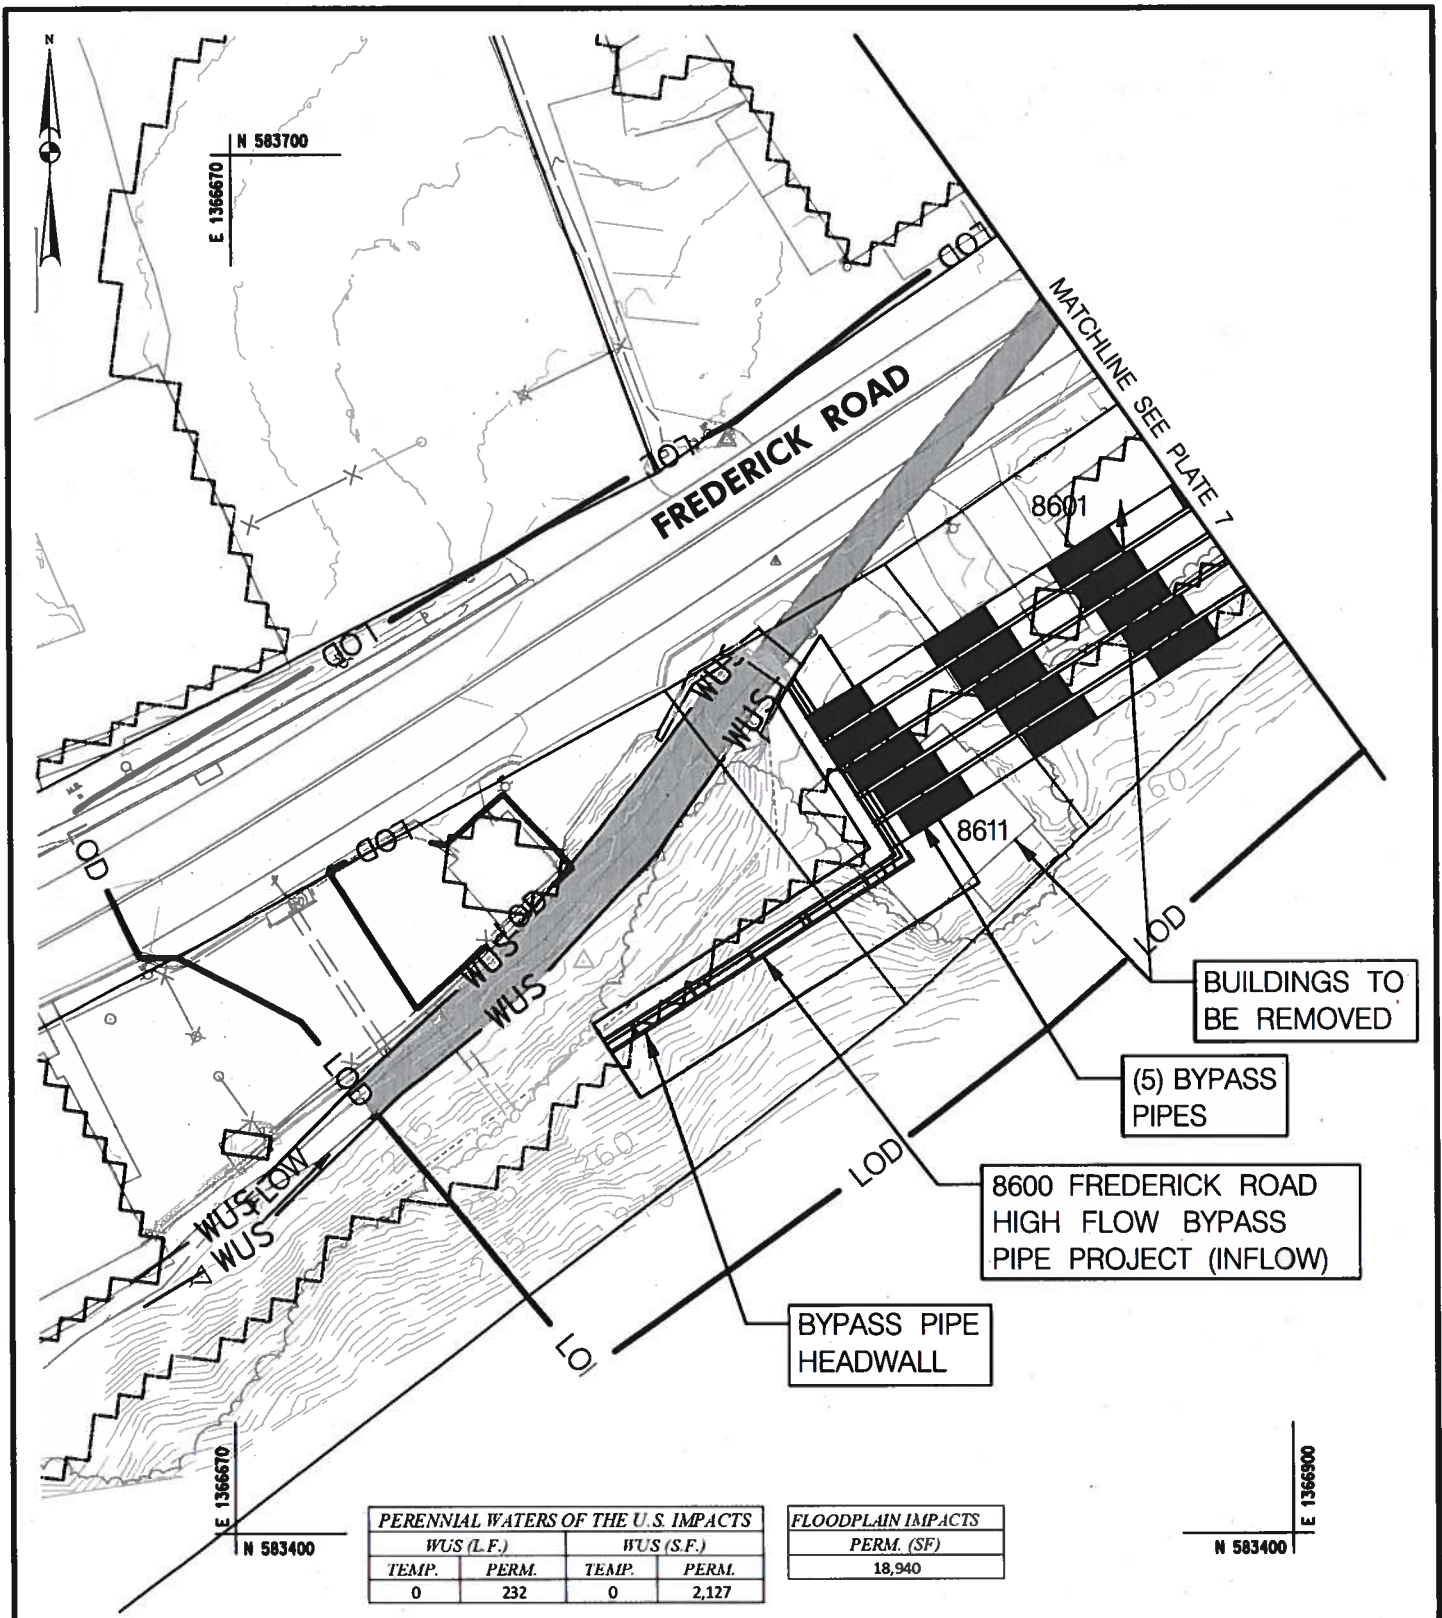 N
N 583700
E 1366670
LOD
MATCHLINE SEE PLATE 7
FREDERICK ROAD
LOD
8601
WUS
WUS
LOD
LOD
8611
WUS
WUS
LOD
BUILDINGS TO
BE REMOVED
(5) BYPASS
PIPES
LOD
LOD
8600 FREDERICK ROAD
HIGH FLOW BYPASS
PIPE PROJECT (INFLOW)
60
260
WUS
FLOW
WUS
BYPASS PIPE
HEADWALL
E 1366670
N 583400
E 1366900
N 583400
PERENNIAL WATERS OF THE U.S. IMPACTS
WUS (L.F.) WUS (S.F.)
TEMP. PERM. TEMP. PERM.
0 232 0 2,127
FLOODPLAIN IMPACTS
PERM. (SF)
18,940